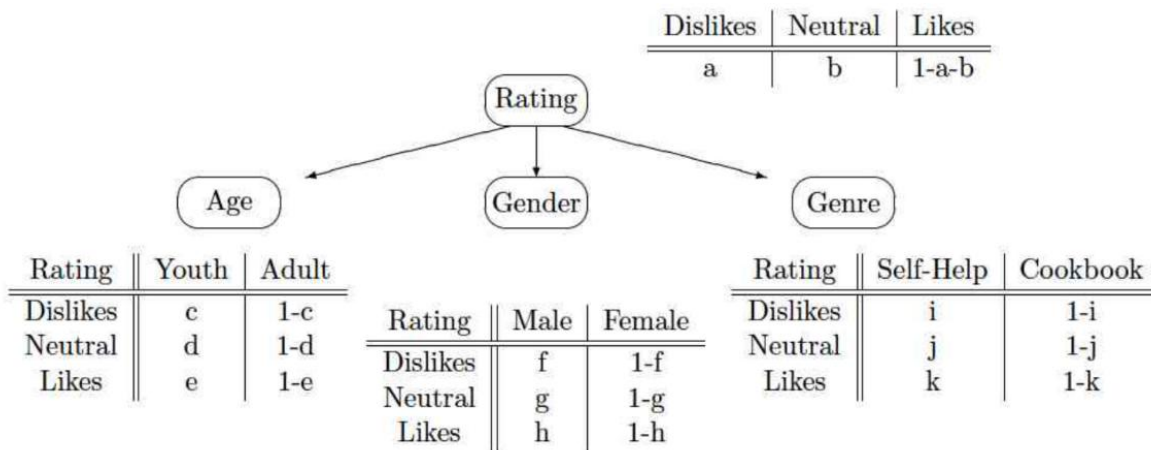 Dislikes Neutral Likes
a b 1-a-b
Rating
Age
Gender
Genre
Rating Youth Adult
Dislikes c 1-c
Neutral d 1-d
Likes e 1-e
Rating Male Female
Dislikes f 1-f
Neutral g 1-g
Likes h 1-h
Rating Self-Help Cookbook
Dislikes i 1-i
Neutral j 1-j
Likes k 1-k